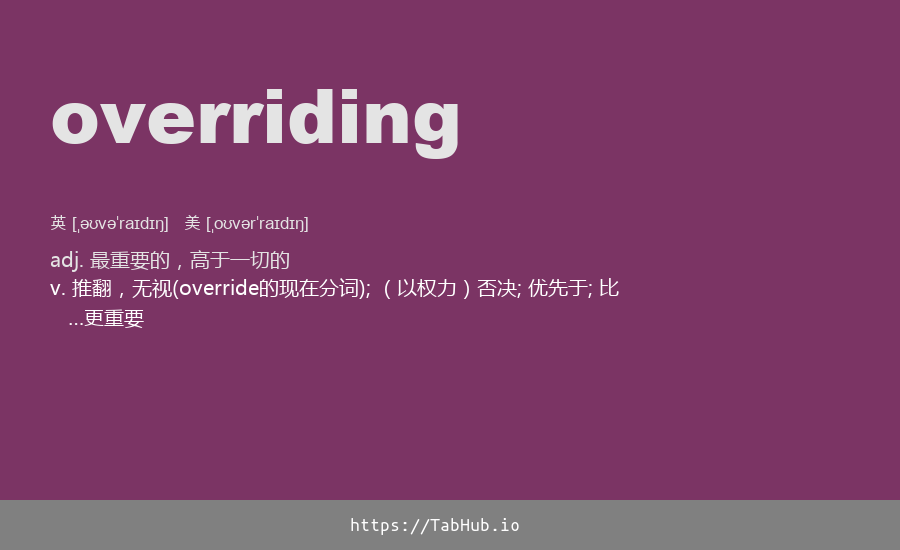 overriding
英 [ˌəʊvəˈraɪdɪŋ] 美 [ˌoʊvərˈraɪdɪŋ]
adj. 最重要的，高于一切的
v. 推翻，无视(override的现在分词); （以权力）否决; 优先于; 比
...更重要
https://TabHub.io